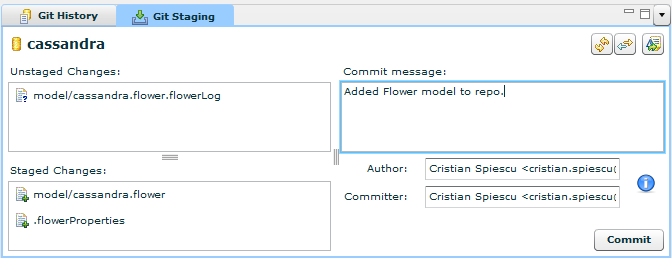 Git History
Git Staging
cassandra
Unstaged Changes:
model/cassandra.flower.flowerLog
Staged Changes:
model/cassandra.flower
.flowerProperties
Commit message:
Added Flower model to repo.
Author: Cristian Spiescu <cristian.spiescu(
Committer: Cristian Spiescu <cristian.spiescu(
Commit